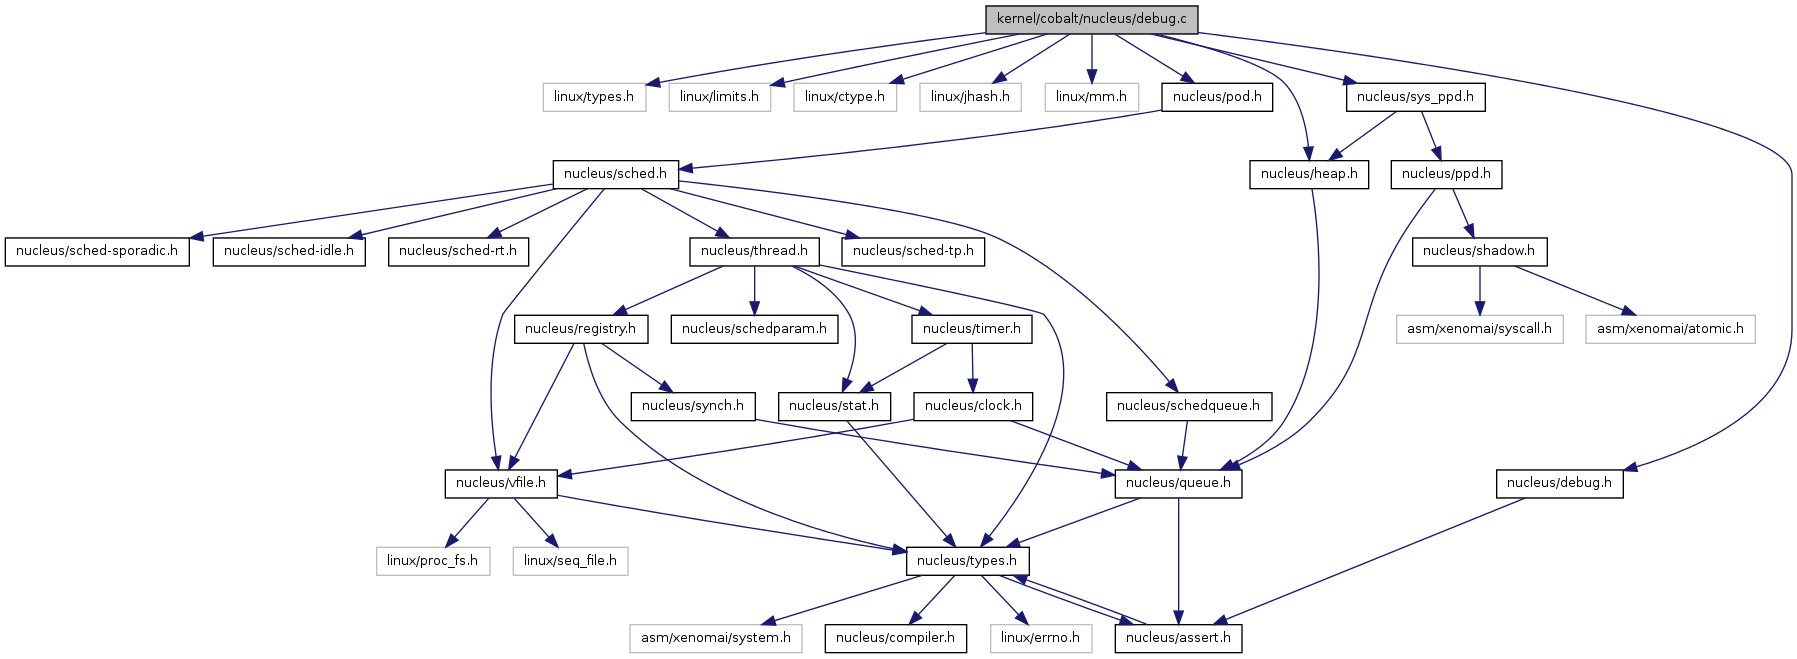 kernel/cobalt/nucleus/debug.c
linux/types.h
linux/limits.h
linux/ctype.h
linux/jhash.h
linux/mm.h
nucleus/pod.h
nucleus/sys_ppd.h
nucleus/sched.h
nucleus/heap.h
nucleus/ppd.h
nucleus/sched-sporadic.h
nucleus/sched-idle.h
nucleus/sched-rt.h
nucleus/thread.h
nucleus/sched-tp.h
nucleus/shadow.h
nucleus/registry.h
nucleus/schedparam.h
nucleus/timer.h
asm/xenomai/syscall.h
asm/xenomai/atomic.h
nucleus/synch.h
nucleus/stat.h
nucleus/clock.h
nucleus/schedqueue.h
nucleus/vfile.h
nucleus/queue.h
nucleus/debug.h
linux/proc_fs.h
linux/seq_file.h
nucleus/types.h
asm/xenomai/system.h
nucleus/compiler.h
linux/errno.h
nucleus/assert.h